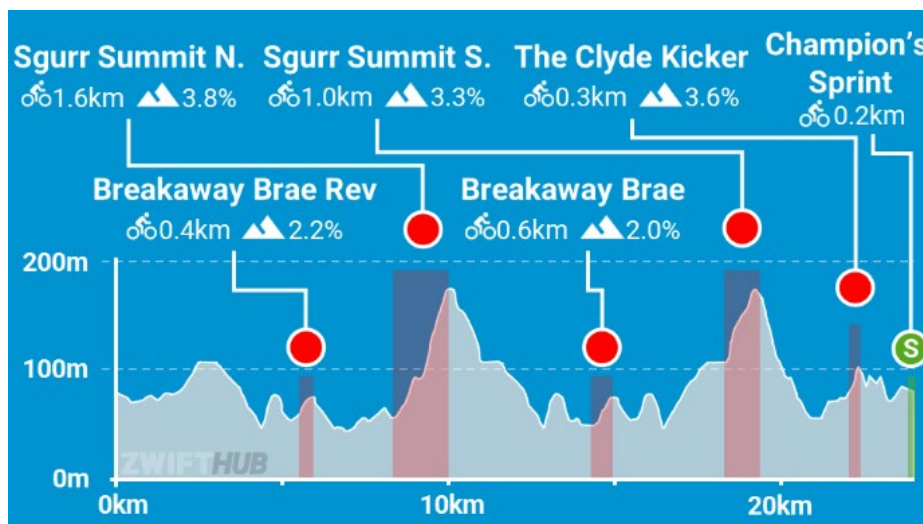 Sgurr Summit N.
1.6km 3.8%
Sgurr Summit S.
1.0km 3.3%
The Clyde Kicker
0.3km 3.6%
Champion's
Sprint
0.2km
Breakaway Brae Rev
0.4km 2.2%
Breakaway Brae
0.6km 2.0%
200m
100m
S
0m
ZWIFTHUB
0km
10km
20km